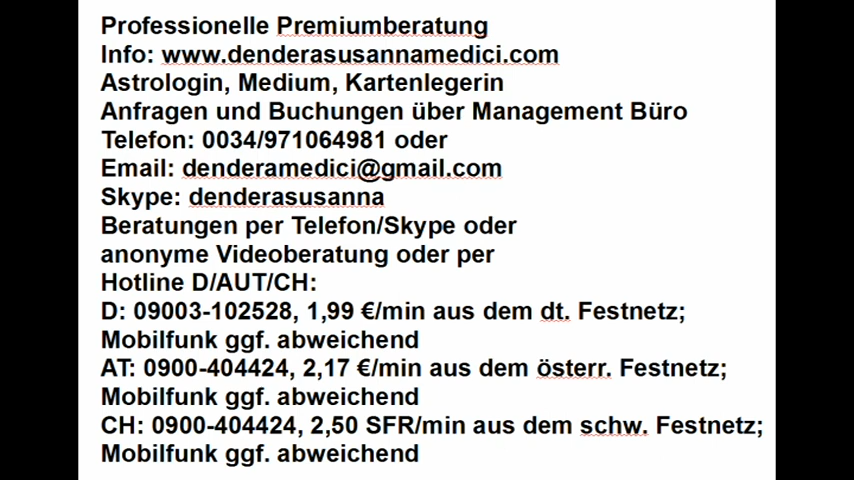 Professionelle Premiumberatung
Info: www.denderasusannamedici.com
Astrologin, Medium, Kartenlegerin
Anfragen und Buchungen über Management Büro
Telefon: 0034/971064981 oder
Email: denderamedici@gmail.com
Skype: denderasusanna
Beratungen per Telefon/Skype oder
anonyme Videoberatung oder per
Hotline D/AUT/CH:
D: 09003-102528, 1,99 €/min aus dem dt. Festnetz;
Mobilfunk ggf. abweichend
AT: 0900-404424, 2,17 €/min aus dem österr. Festnetz;
Mobilfunk ggf. abweichend
CH: 0900-404424, 2,50 SFR/min aus dem schw. Festnetz;
Mobilfunk ggf. abweichend